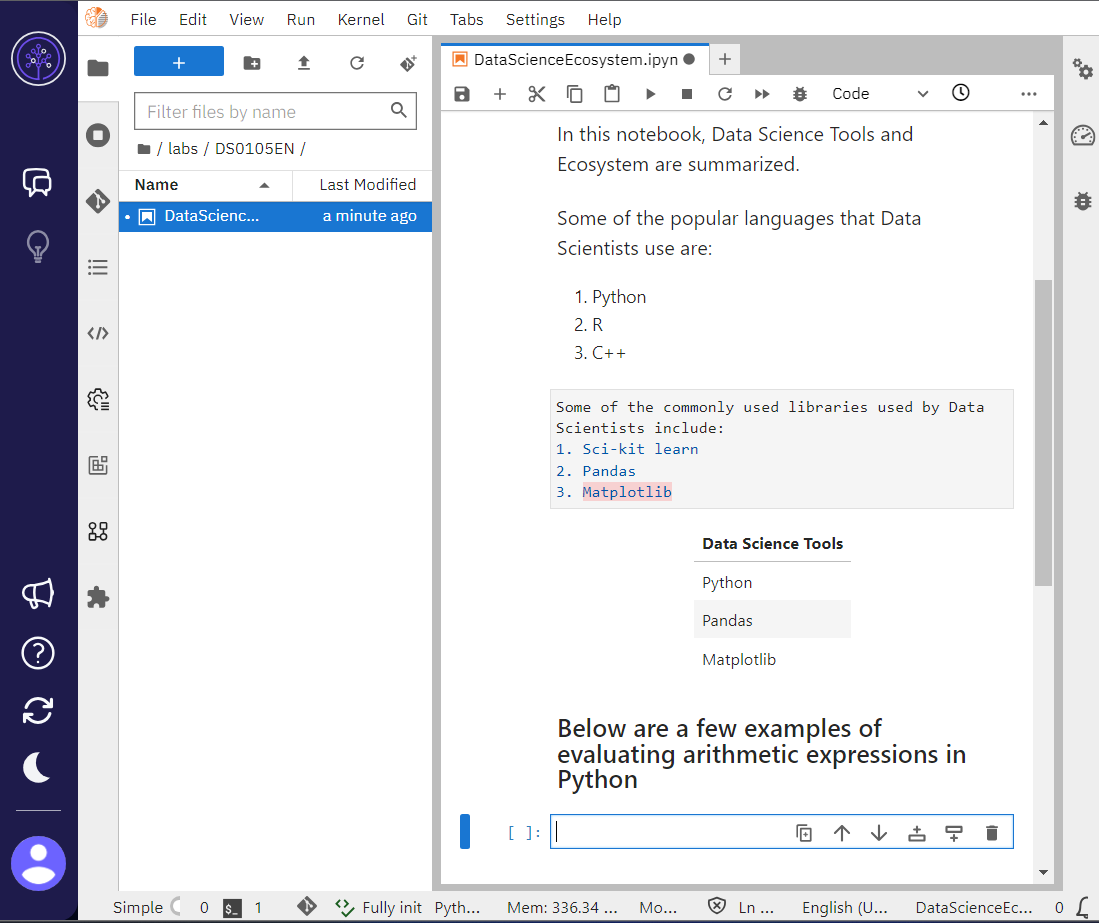 File Edit View Run Kernel Git Tabs Settings Help
+
Filter files by name
/ labs / DS0105EN /
Name Last Modified
DataScienc... a minute ago
DataScienceEcosystem.ipyn
Code
In this notebook, Data Science Tools and
Ecosystem are summarized.
Some of the popular languages that Data
Scientists use are:
1. Python
2. R
3. C++
Some of the commonly used libraries used by Data
Scientists include:
1. Sci-kit learn
2. Pandas
3. Matplotlib
Data Science Tools
Python
Pandas
Matplotlib
Below are a few examples of
evaluating arithmetic expressions in
Python
[ ]:
Simple 0 $_ 1 Fully init Pyth... Mem: 336.34 ... Mo... Ln ... English (U... DataScienceEc... 0